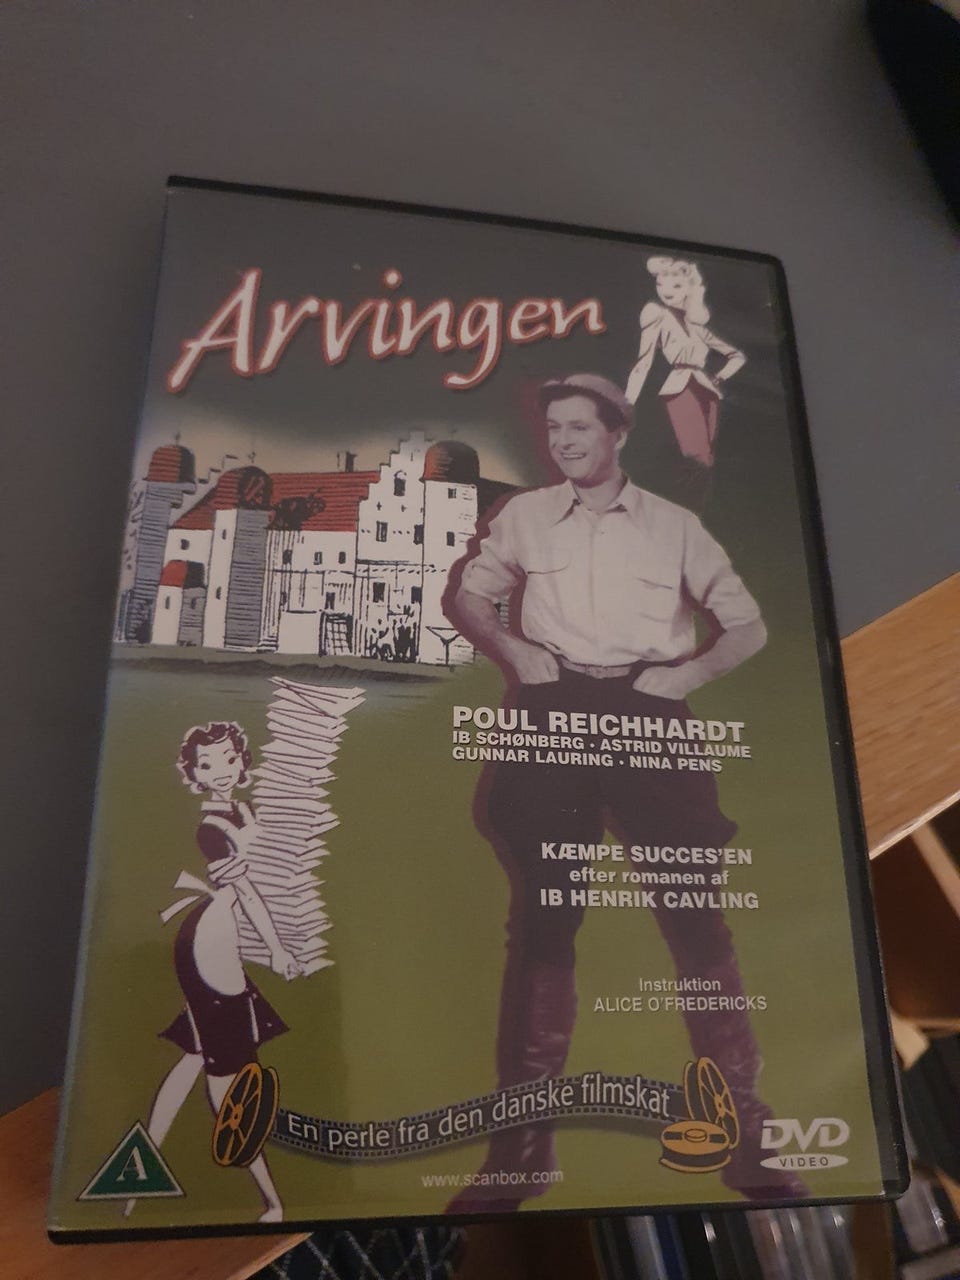 Arvingen
POUL REICHHARDT
IB SCHØNBERG · ASTRID VILLAUME
GUNNAR LAURING · NINA PENS
KÆMPE SUCCES'EN
efter romanen af
IB HENRIK CAVLING
Instruktion
ALICE O'FREDERICKS
En perle fra den danske filmskat
A
DVD
VIDEO
www.scanbox.com